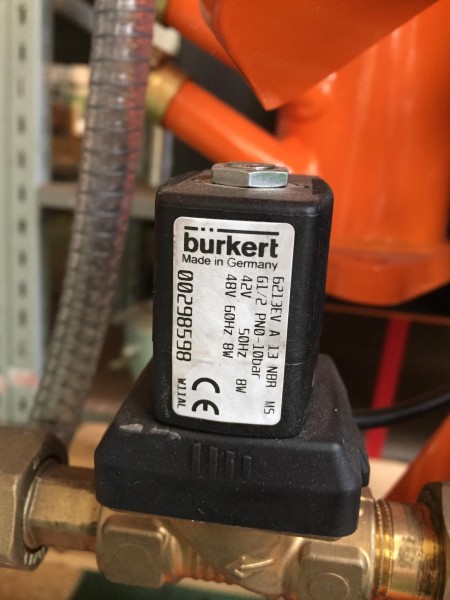 bürkert
Made in Germany
6213EV A 13 NBR MS
G1/2 PN0-10bar
42V 50Hz 8W
48V 60Hz 8W
00298598
CE
W11AL